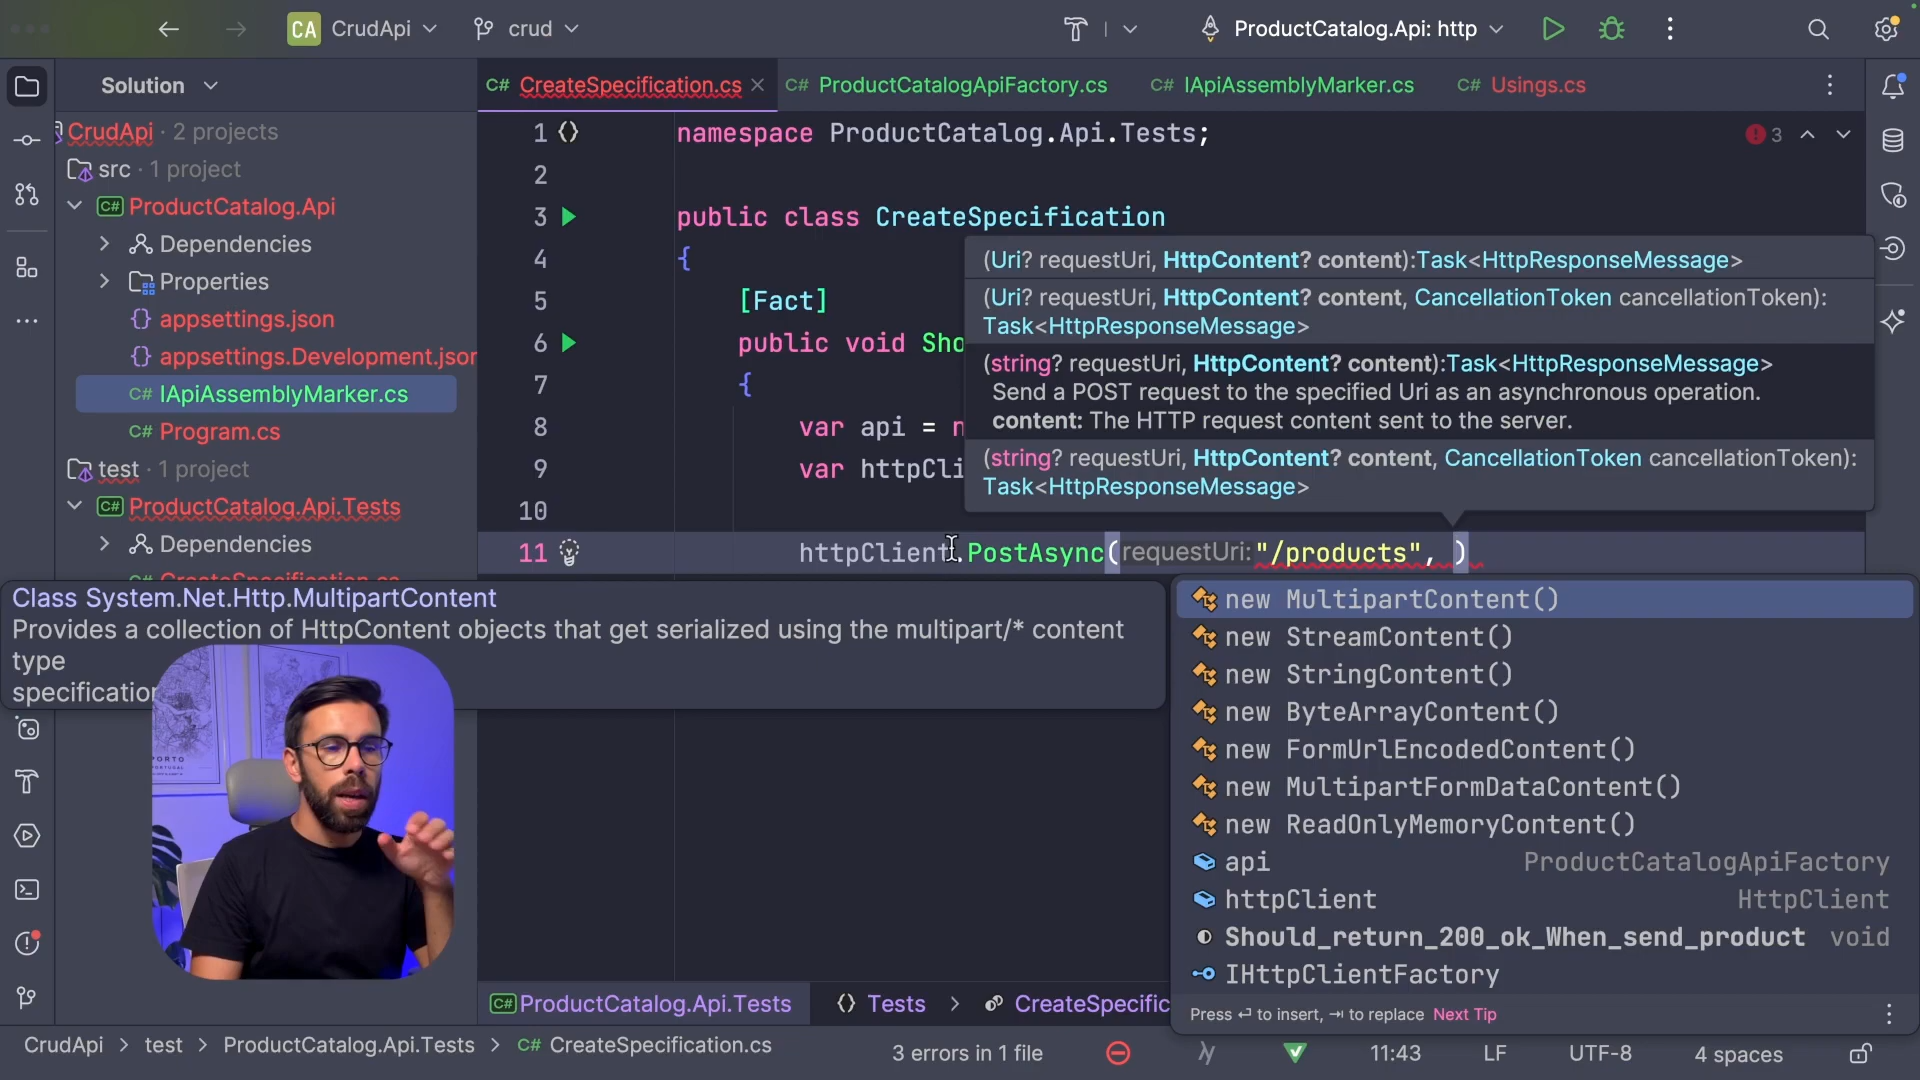 CA CrudApi crud ProductCatalog.Api: http
Solution
C# CreateSpecification.cs C# ProductCatalogApiFactory.cs C# IApiAssemblyMarker.cs C# Usings.cs
CrudApi · 2 projects
src · 1 project
C# ProductCatalog.Api
Dependencies
Properties
{} appsettings.json
{} appsettings.Development.jsor
C# IApiAssemblyMarker.cs
C# Program.cs
test · 1 project
C# ProductCatalog.Api.Tests
Dependencies
C# CreateSpecification.cs
1 namespace ProductCatalog.Api.Tests;
3
2
3 public class CreateSpecification
4 {
5 [Fact]
6 public void Sho
7 {
8 var api = n
9 var httpCli
10
11 httpClient.PostAsync(requestUri:"/products", )
(Uri? requestUri, HttpContent? content):Task<HttpResponseMessage>
(Uri? requestUri, HttpContent? content, CancellationToken cancellationToken):
Task<HttpResponseMessage>
(string? requestUri, HttpContent? content):Task<HttpResponseMessage>
Send a POST request to the specified Uri as an asynchronous operation.
content: The HTTP request content sent to the server.
(string? requestUri, HttpContent? content, CancellationToken cancellationToken):
Task<HttpResponseMessage>
Class System.Net.Http.MultipartContent
Provides a collection of HttpContent objects that get serialized using the multipart/* content
type
specification
new MultipartContent()
new StreamContent()
new StringContent()
new ByteArrayContent()
new FormUrlEncodedContent()
new MultipartFormDataContent()
new ReadOnlyMemoryContent()
api ProductCatalogApiFactory
httpClient HttpClient
Should_return_200_ok_When_send_product void
IHttpClientFactory
Press ↵ to insert, ⇥ to replace Next Tip
PORTO
PORTUGAL
C# ProductCatalog.Api.Tests Tests > CreateSpecific
CrudApi > test > ProductCatalog.Api.Tests > C# CreateSpecification.cs
3 errors in 1 file 11:43 LF UTF-8 4 spaces